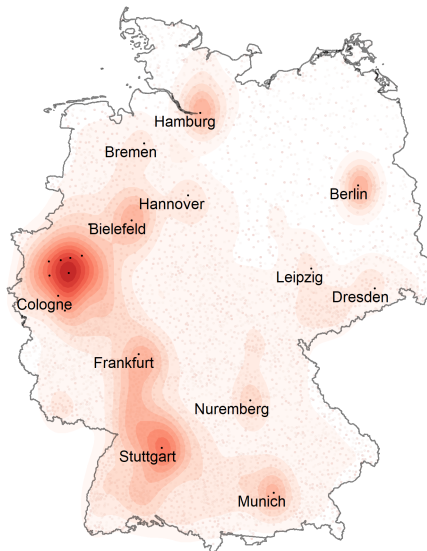 Hamburg
Bremen
Berlin
Hannover
Bielefeld
Leipzig
Dresden
Cologne
Frankfurt
Nuremberg
Stuttgart
Munich